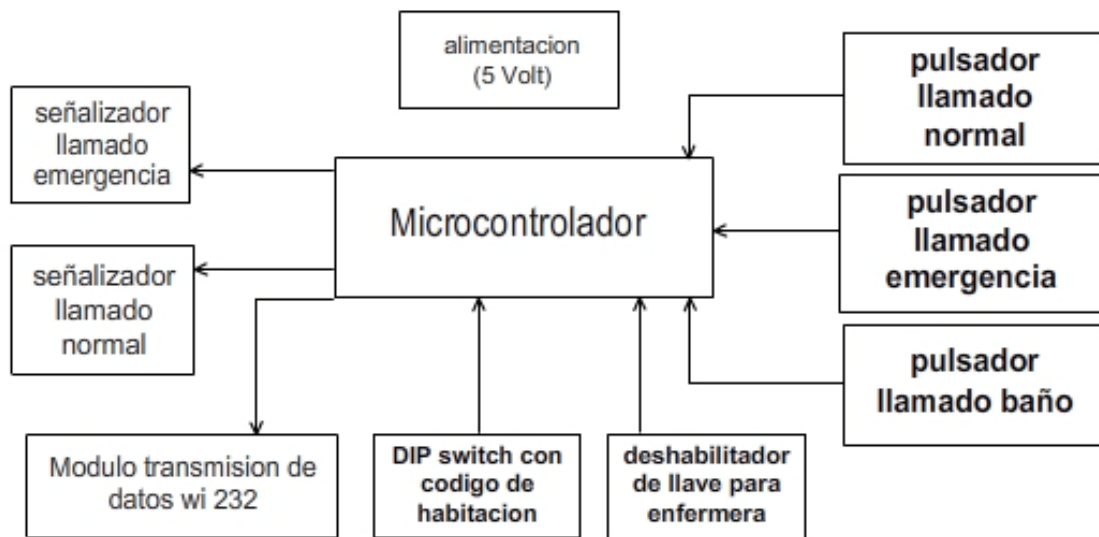 alimentacion
(5 Volt)
pulsador
llamado
normal
señalizador
llamado
emergencia
Microcontrolador
pulsador
llamado
emergencia
señalizador
llamado
normal
pulsador
llamado baño
Modulo transmision de
datos wi 232
DIP switch con
codigo de
habitacion
deshabilitador
de llave para
enfermera